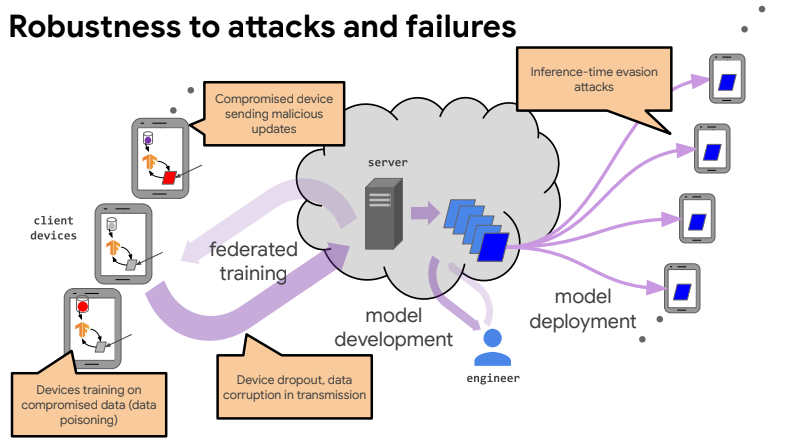 Robustness to attacks and failures
Compromised device
sending malicious
updates
Inference-time evasion
attacks
server
client
devices
federated
training
model
development
model
deployment
engineer
Device dropout, data
corruption in transmission
Devices training on
compromised data (data
poisoning)